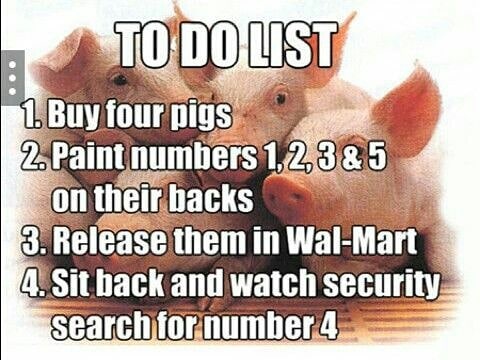 TO DO LIST
1. Buy four pigs
2. Paint numbers 1, 2, 3 & 5
on their backs
3. Release them in Wal-Mart
4. Sit back and watch security
search for number 4